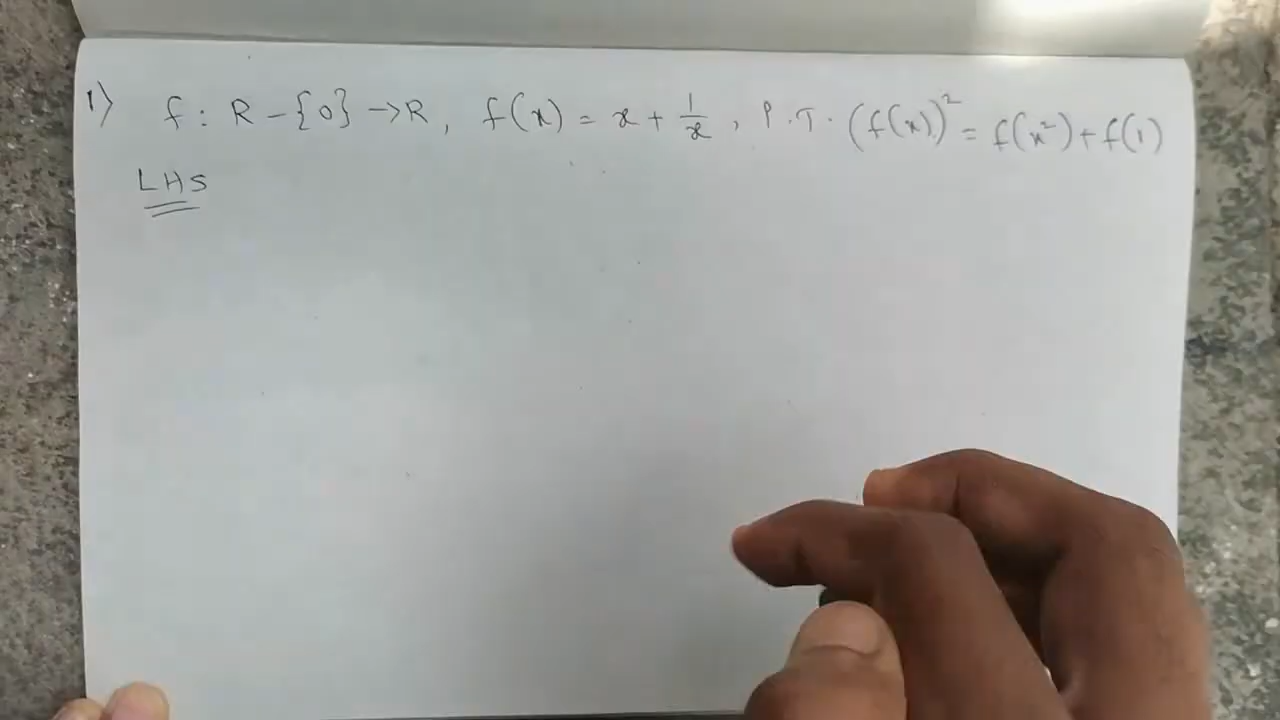 1) f : R - {0} → R, f(x) = x + 1/x, P.T. (f(x))² = f(x²) + f(1)
LHS